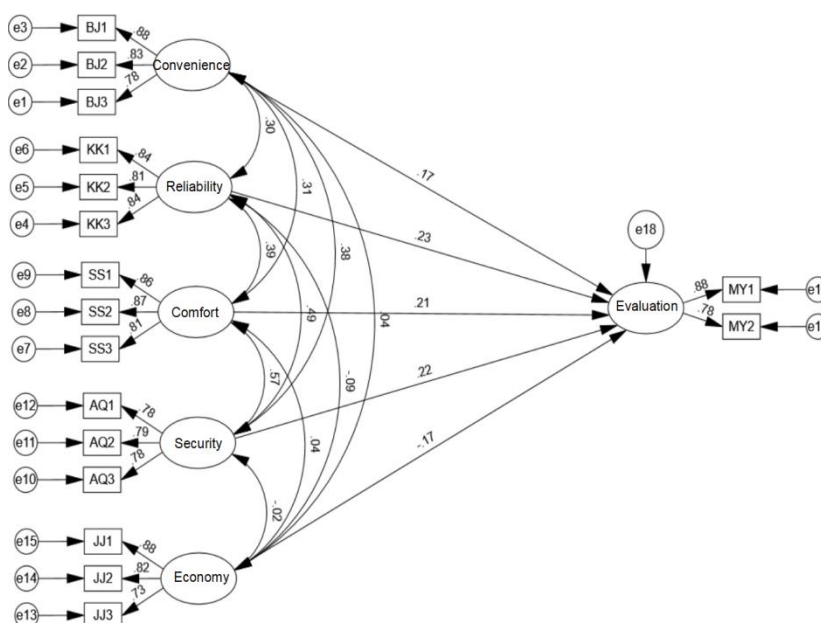 e3 BJ1 .88
e2 BJ2 .83 Convenience
e1 BJ3 .78
.30
e6 KK1 .84
.17
e5 KK2 .81 Reliability
.31
e4 KK3 .84
.23
e18
.39
.38
e9 SS1 .86
.88 MY1 e1
e8 SS2 .87 Comfort
.21
Evaluation
.49
.04
.78 MY2 e1
e7 SS3 .81
.57
-.09
.22
e12 AQ1 .78
e11 AQ2 .79 Security
.04
-.17
e10 AQ3 .78
-.02
e15 JJ1 .88
e14 JJ2 .82 Economy
e13 JJ3 .73